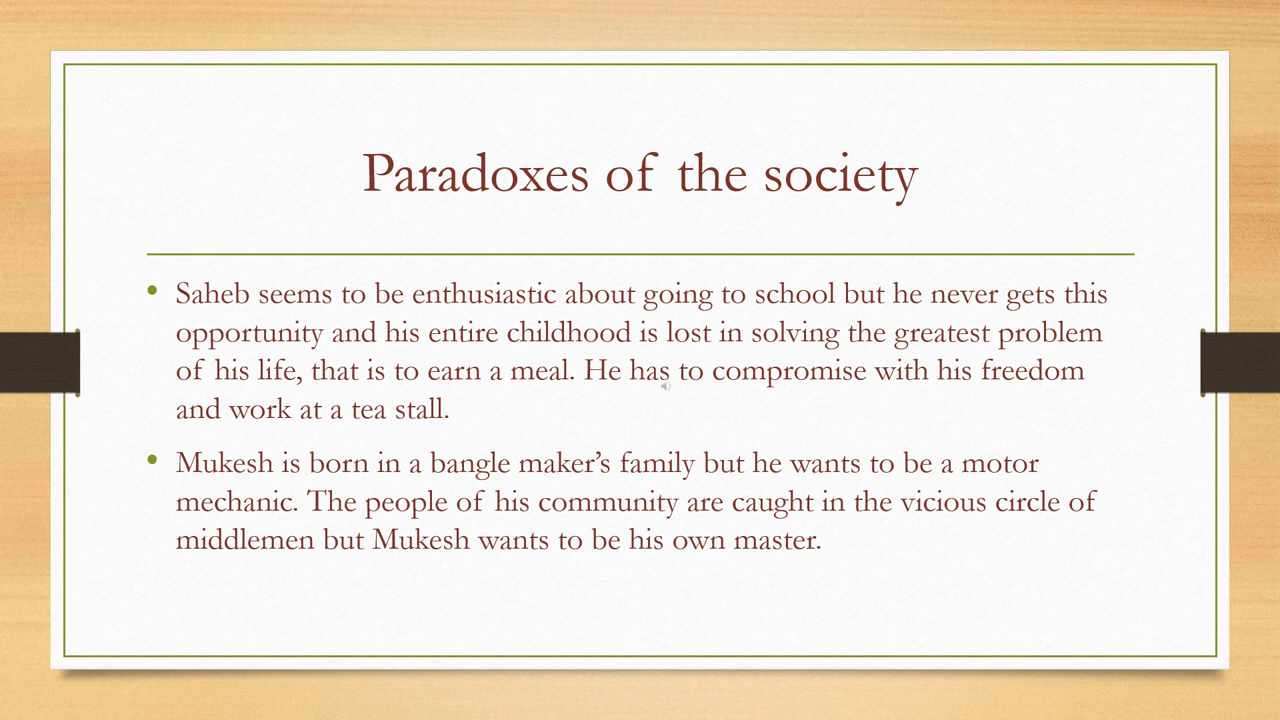 Paradoxes of the society
• Saheb seems to be enthusiastic about going to school but he never gets this
opportunity and his entire childhood is lost in solving the greatest problem
of his life, that is to earn a meal. He has to compromise with his freedom
and work at a tea stall.
• Mukesh is born in a bangle maker’s family but he wants to be a motor
mechanic. The people of his community are caught in the vicious circle of
middlemen but Mukesh wants to be his own master.